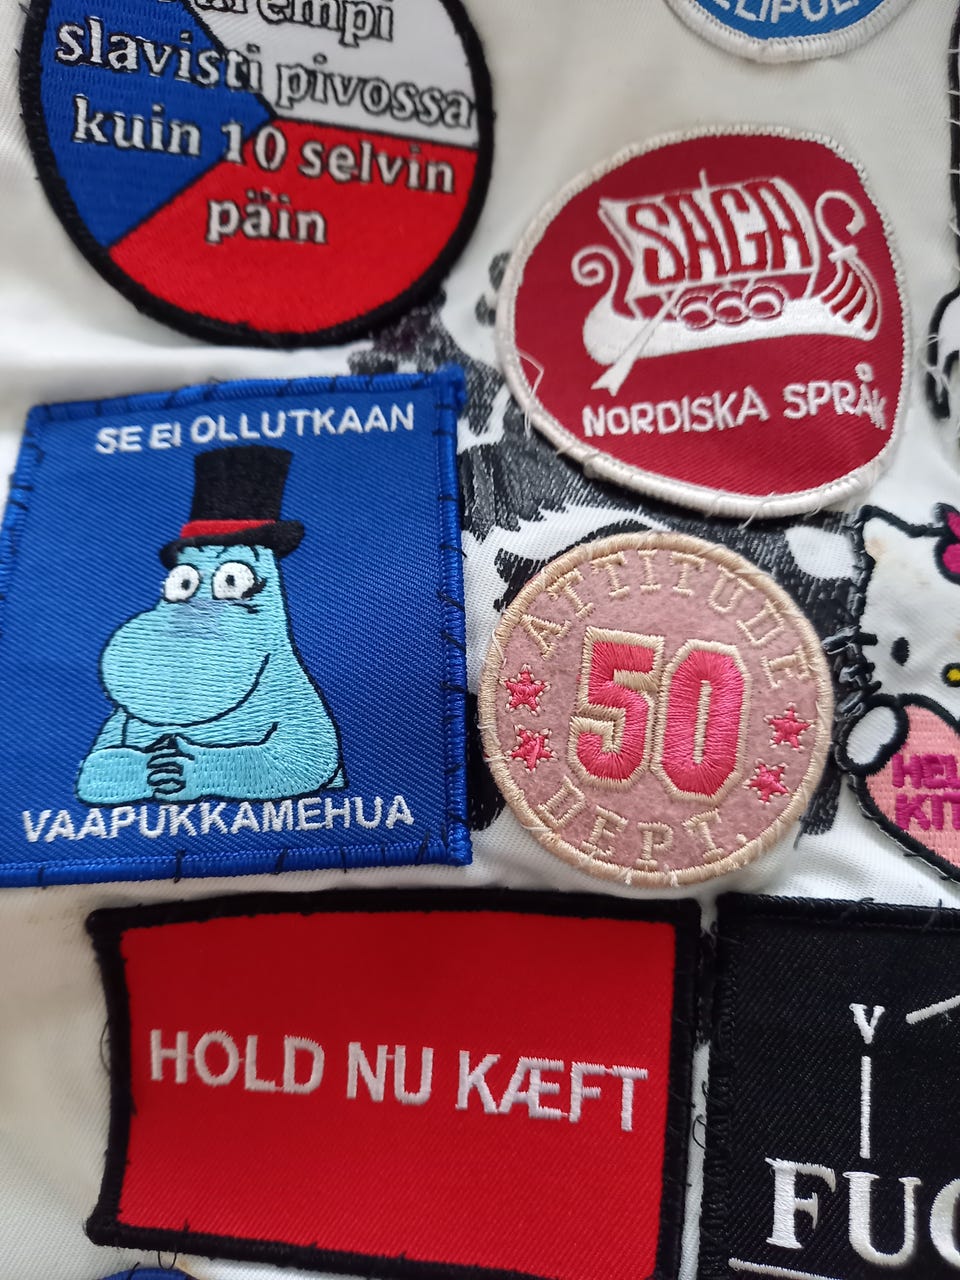 slavisti pivossa
kuin 10 selvin
päin
SAGA
NORDISKA SPRÅK
SE EI OLLUTKAAN
VAAPUKKAMEHUA
ATTITUDE
50
DEPT.
HOLD NU KÆFT
Y